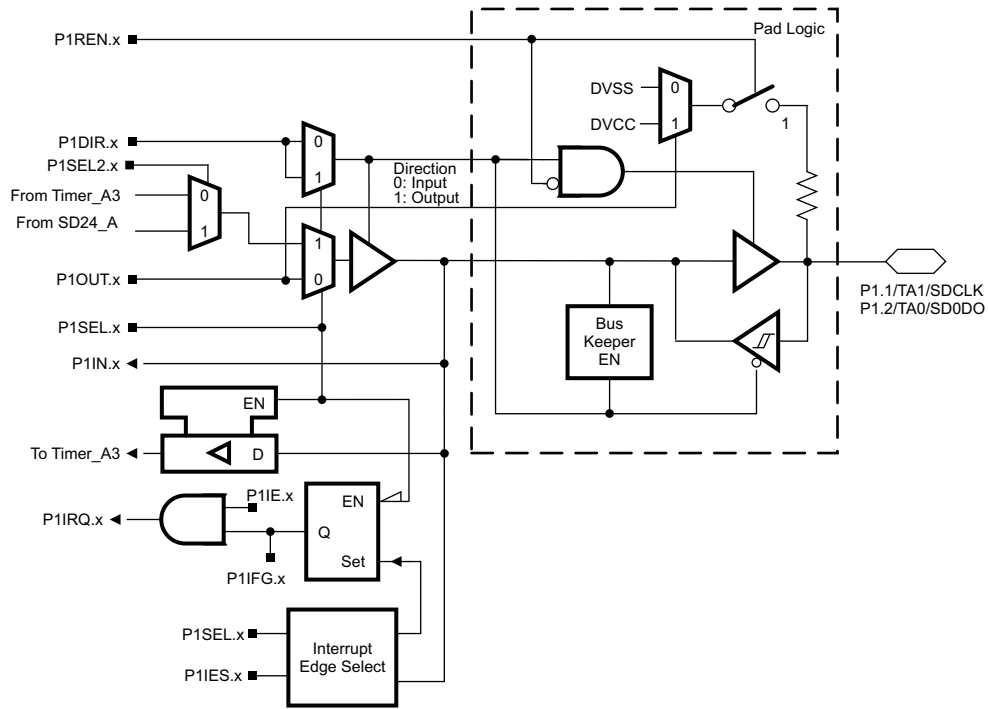 P1REN.x
Pad Logic
DVSS
0
DVCC
1
1
P1DIR.x
0
1
P1SEL2.x
Direction
0: Input
1: Output
From Timer_A3
0
From SD24_A
1
1
P1OUT.x
0
P1.1/TA1/SDCLK
P1.2/TA0/SD0DO
P1SEL.x
Bus
Keeper
EN
P1IN.x
EN
To Timer_A3
D
P1IE.x
EN
P1IRQ.x
Q
Set
P1IFG.x
P1SEL.x
Interrupt
Edge Select
P1IES.x